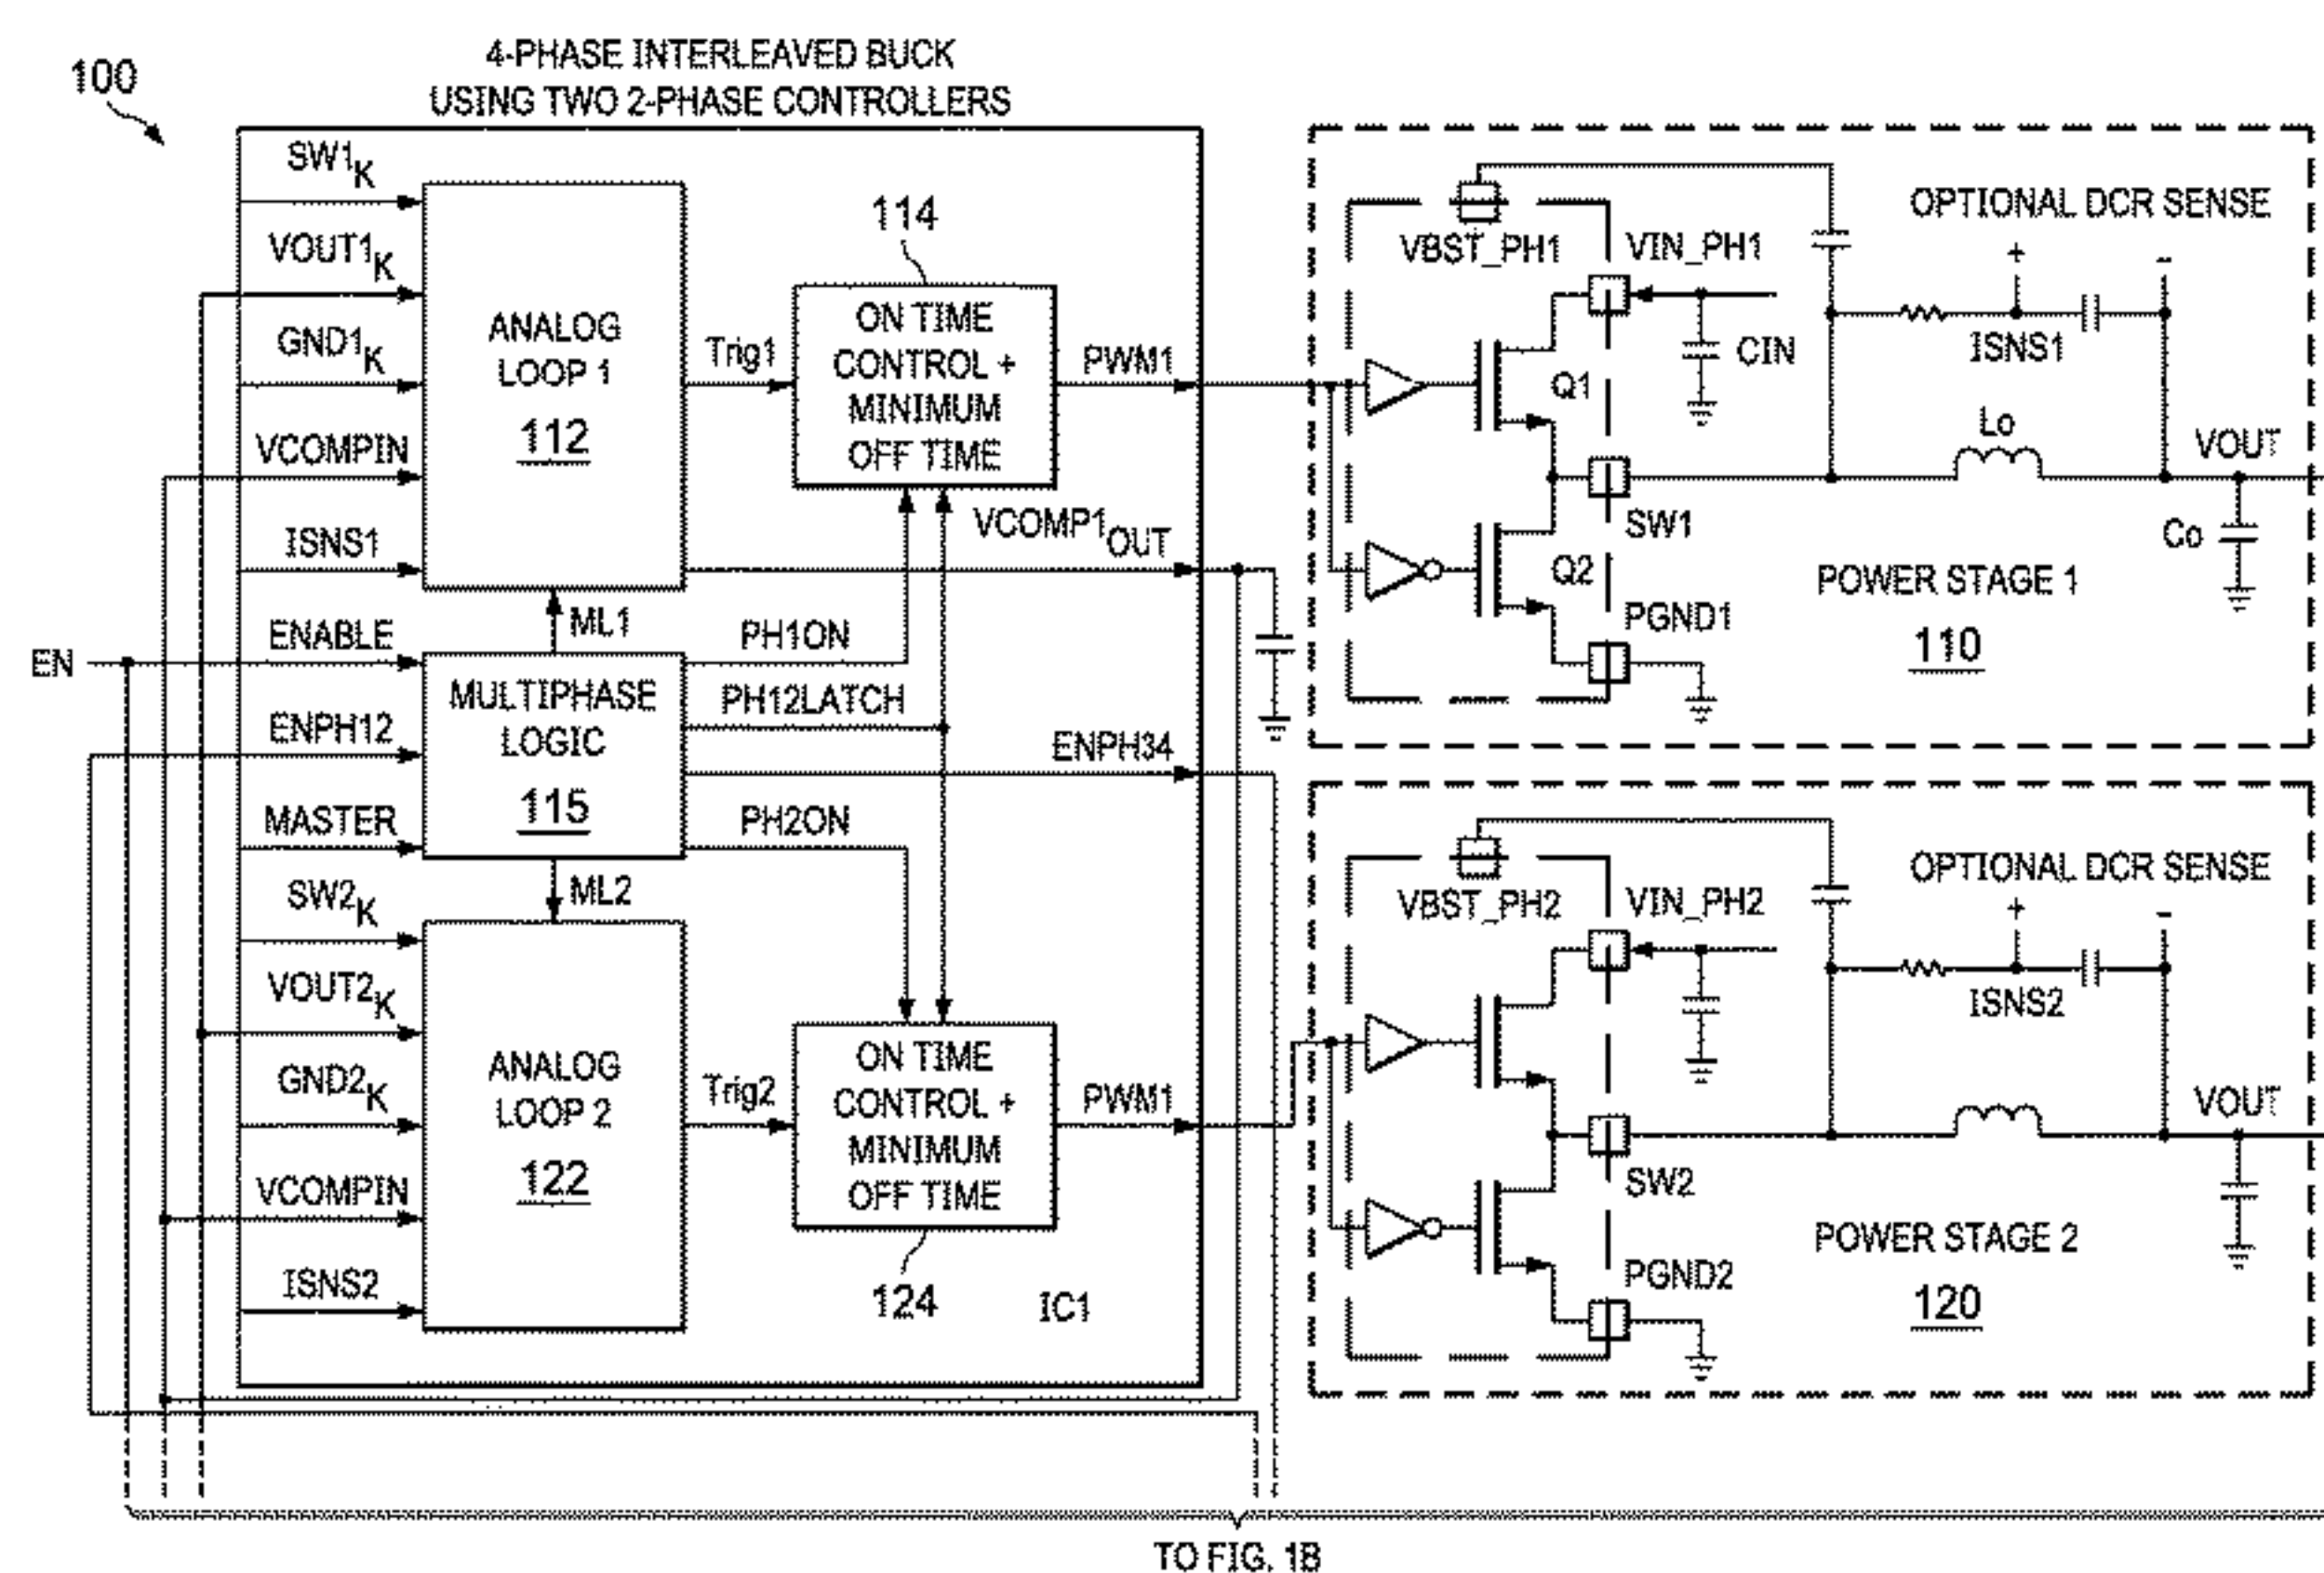 4-PHASE INTERLEAVED BUCK
USING TWO 2-PHASE CONTROLLERS
100
SW1K
VOUT1K
GND1K
VCOMPIN
ISNS1
ANALOG
LOOP 1
112
Trig1
114
ON TIME
CONTROL +
MINIMUM
OFF TIME
PWM1
VCOMP1OUT
EN
ENABLE
ENPH12
MASTER
ML1
MULTIPHASE
LOGIC
115
ML2
PH1ON
PH12LATCH
ENPH34
PH2ON
SW2K
VOUT2K
GND2K
VCOMPIN
ISNS2
ANALOG
LOOP 2
122
Trig2
ON TIME
CONTROL +
MINIMUM
OFF TIME
124
PWM1
IC1
VBST_PH1
VIN_PH1
CIN
OPTIONAL DCR SENSE
+
-
ISNS1
Q1
Lo
VOUT
SW1
Co
Q2
PGND1
POWER STAGE 1
110
VBST_PH2
VIN_PH2
OPTIONAL DCR SENSE
+
-
ISNS2
VOUT
SW2
PGND2
POWER STAGE 2
120
TO FIG. 1B